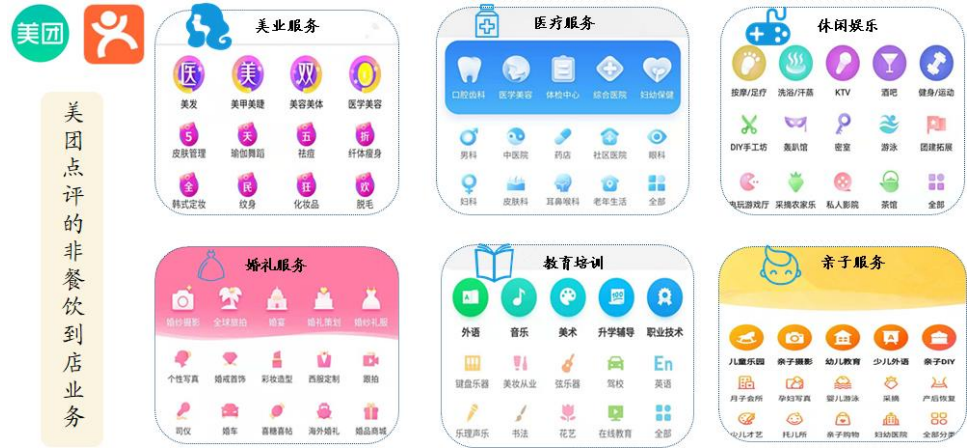 美团
美团点评的非餐饮到店业务
美业服务
医 美 双 0
美发 美甲美睫 美容美体 医学美容
5 天 五 折
皮肤管理 瑜伽舞蹈 祛痘 纤体瘦身
全 民 狂 欢
韩式定妆 纹身 化妆品 脱毛
医疗服务
口腔齿科 医学美容 体检中心 综合医院 妇幼保健
男科 中医院 药店 社区医院 眼科
妇科 皮肤科 耳鼻喉科 老年生活 全部
休闲娱乐
按摩/足疗 洗浴/汗蒸 KTV 酒吧 健身/运动
DIY手工坊 轰趴馆 密室 游泳 团建拓展
电玩游戏厅 采摘农家乐 私人影院 茶馆 全部
婚礼服务
婚纱摄影 全球旅拍 婚宴 婚礼策划 婚纱礼服
个性写真 婚戒首饰 彩妆造型 西服定制 跟拍
司仪 婚车 喜糖喜帖 海外婚礼 婚品商城
教育培训
外语 音乐 美术 升学辅导 职业技术
键盘乐器 美妆从业 弦乐器 驾校 英语
乐理声乐 书法 花艺 在线教育 全部
100
En
亲子服务
儿童乐园 亲子摄影 幼儿教育 少儿外语 亲子DIY
月子会所 孕妇写真 婴儿游泳 采摘 产后恢复
少儿才艺 托儿所 亲子购物 妇幼医院 全部分类